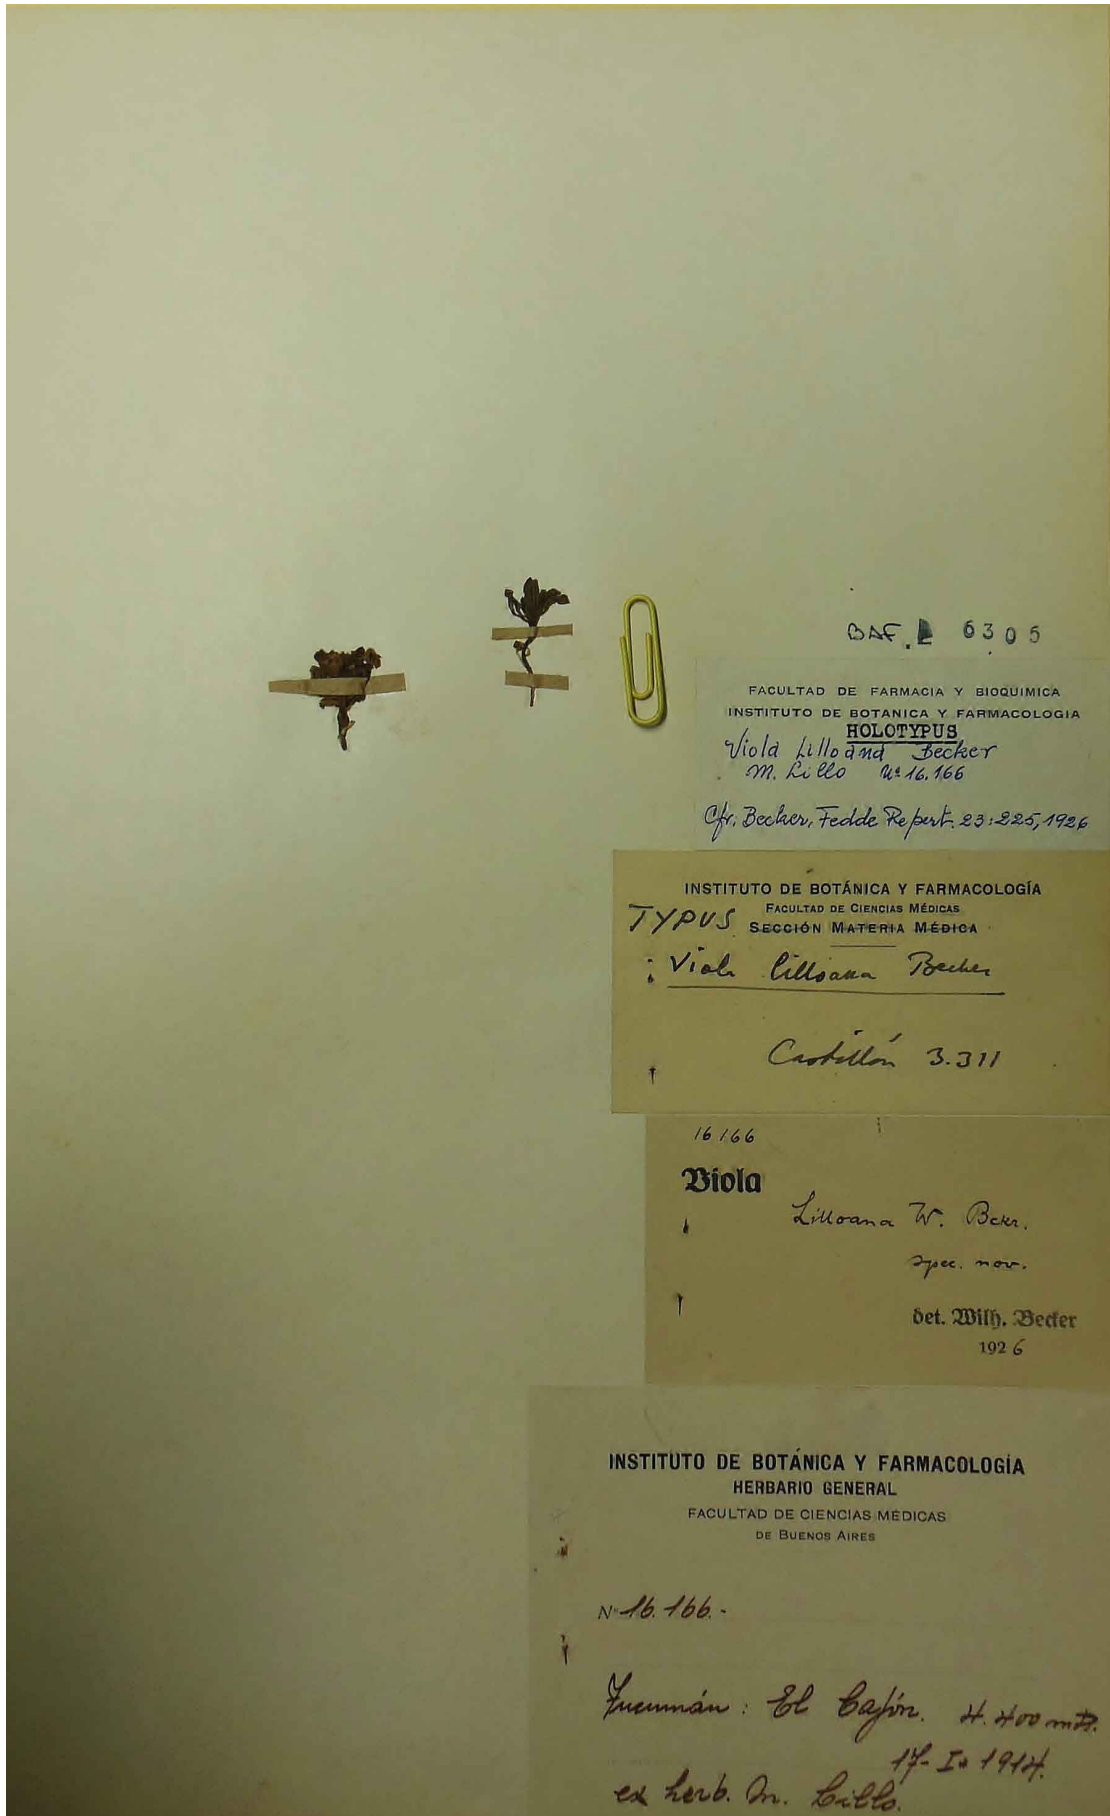 BAF. 6305
FACULTAD DE FARMACIA Y BIOQUIMICA
INSTITUTO DE BOTANICA Y FARMACOLOGIA
HOLOTYPUS
Viola Lilloana Becker
M. Lillo Nº 16.166
Cfr. Becker, Fedde Repert. 23:225, 1926
INSTITUTO DE BOTÁNICA Y FARMACOLOGÍA
FACULTAD DE CIENCIAS MÉDICAS
TYPUS SECCIÓN MATERIA MÉDICA
Viola lilloana Becker
Castillón 3.311
16166
Viola
Lilloana W. Bckr.
spec. nov.
det. Wilh. Becker
1926
INSTITUTO DE BOTÁNICA Y FARMACOLOGÍA
HERBARIO GENERAL
FACULTAD DE CIENCIAS MÉDICAS
DE BUENOS AIRES
Nº 16.166.-
Tucumán: El Cajón. 4.400 mts.
17-I-1914.
ex herb. M. Lillo.